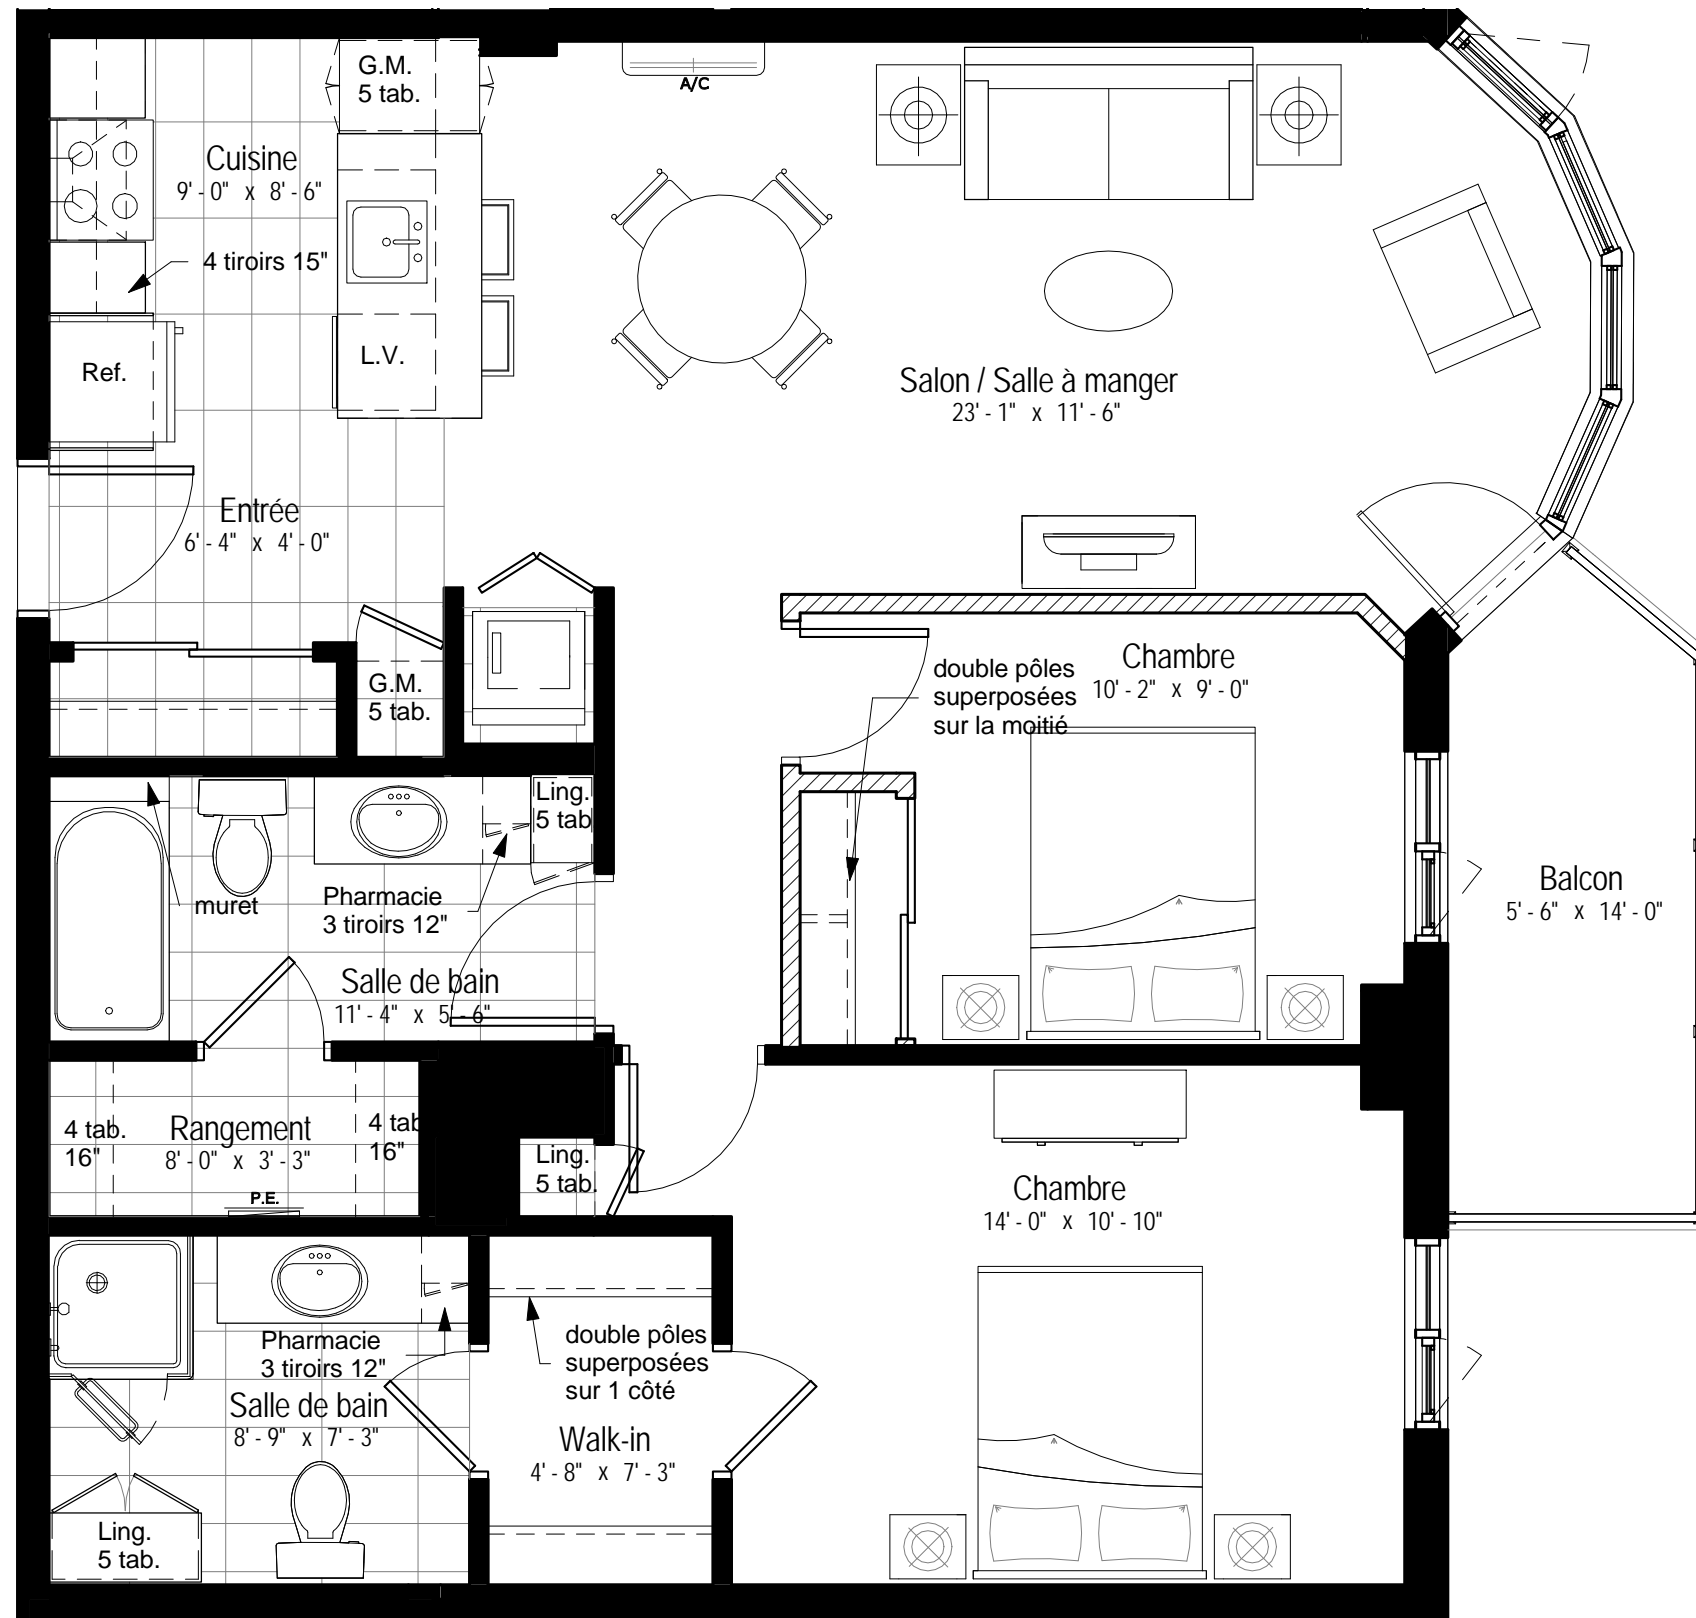 G.M.
5 tab.
A/C
Cuisine
9' - 0" x 8' - 6"
4 tiroirs 15"
Ref.
L.V.
Salon / Salle à manger
23' - 1" x 11' - 6"
Entrée
6' - 4" x 4' - 0"
G.M.
5 tab.
double pôles
superposées
sur la moitié
Chambre
10' - 2" x 9' - 0"
Ling.
5 tab
muret
Pharmacie
3 tiroirs 12"
Salle de bain
11' - 4" x 5' - 6"
Balcon
5' - 6" x 14' - 0"
4 tab.
16"
Rangement
8' - 0" x 3' - 3"
4 tab
16"
P.E.
Ling.
5 tab.
Chambre
14' - 0" x 10' - 10"
Pharmacie
3 tiroirs 12"
double pôles
superposées
sur 1 côté
Salle de bain
8' - 9" x 7' - 3"
Walk-in
4' - 8" x 7' - 3"
Ling.
5 tab.